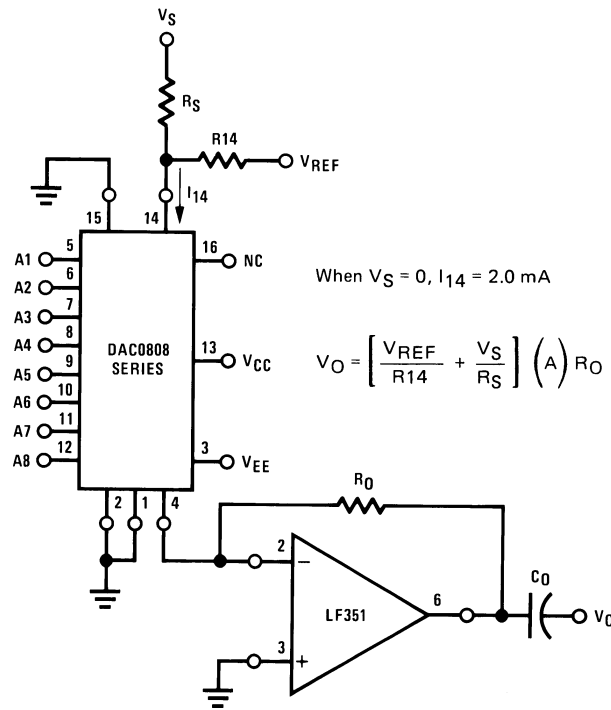 VS
RS
R14
VREF
I14
15
14
A1 5
A2 6
A3 7
A4 8
A5 9
A6 10
A7 11
A8 12
DAC0808
SERIES
16 NC
13 VCC
3 VEE
2 1 4
When VS = 0, I14 = 2.0 mA
VO = [ VREF/R14 + VS/RS ] (A) RO
RO
2
−
LF351
6
3
+
CO
VO